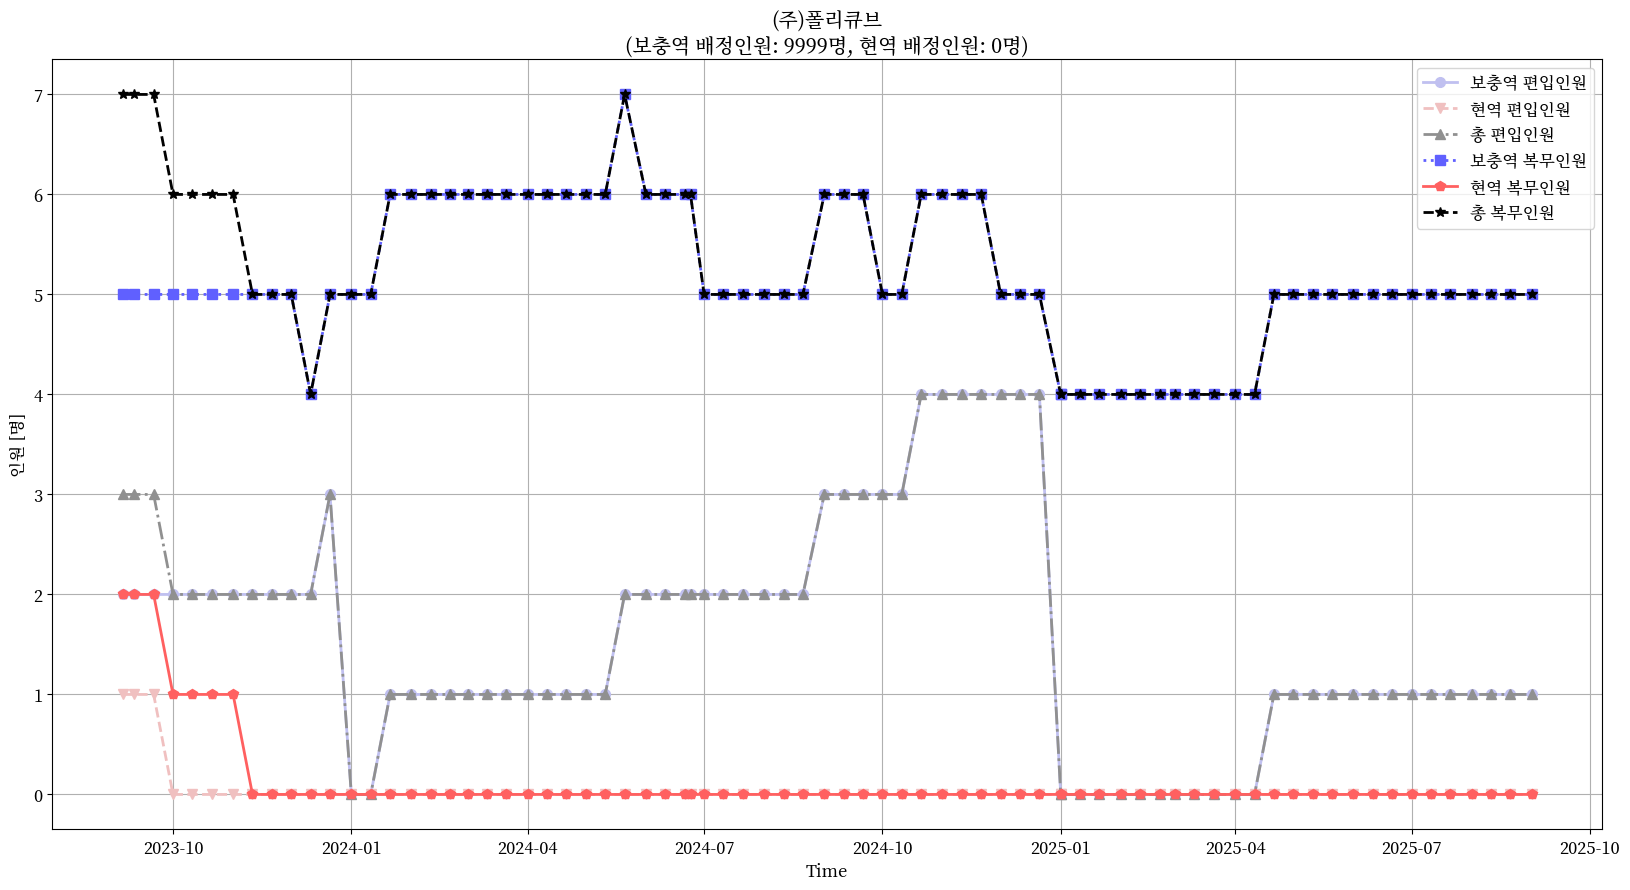 (주)폴리큐브
(보충역 배정인원: 9999명, 현역 배정인원: 0명)
보충역 편입인원
현역 편입인원
총 편입인원
보충역 복무인원
현역 복무인원
총 복무인원
인원 [명]
7
6
5
4
3
2
1
0
2023-10 2024-01 2024-04 2024-07 2024-10 2025-01 2025-04 2025-07 2025-10
Time